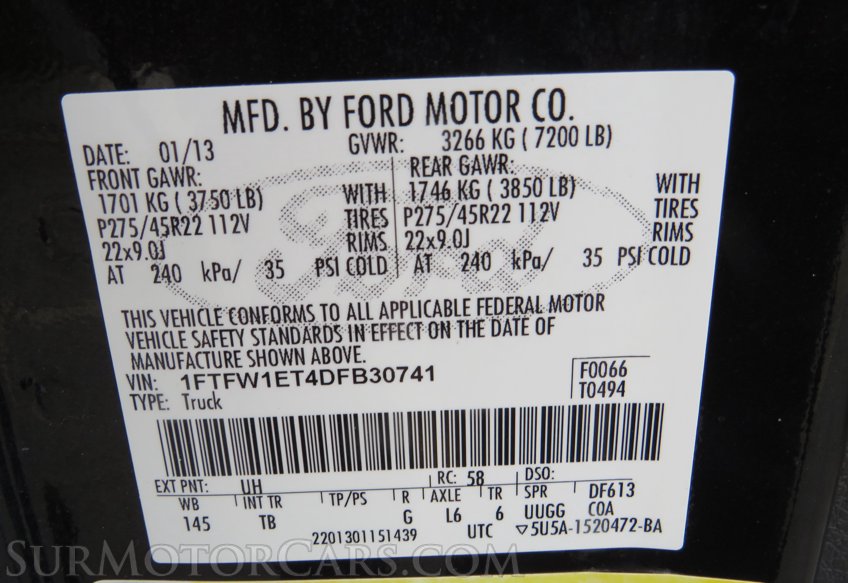 MFD. BY FORD MOTOR CO.
DATE: 01/13 GVWR: 3266 KG ( 7200 LB)
FRONT GAWR: REAR GAWR:
1701 KG ( 3750 LB) WITH 1746 KG ( 3850 LB) WITH
P275/45R22 112V TIRES P275/45R22 112V TIRES
22x9.0J RIMS 22x9.0J RIMS
AT 240 kPa/ 35 PSI COLD AT 240 kPa/ 35 PSI COLD
Ford
THIS VEHICLE CONFORMS TO ALL APPLICABLE FEDERAL MOTOR
VEHICLE SAFETY STANDARDS IN EFFECT ON THE DATE OF
MANUFACTURE SHOWN ABOVE.
VIN: 1FTFW1ET4DFB30741 F0066
TYPE: Truck T0494
EXT PNT: UH RC: 58 DSO:
WB INT TR TP/PS R AXLE TR SPR DF613
145 TB G L6 6 UUGG COA
2201301151439 UTC ▽5U5A-1520472-BA
SurMotorCars.com